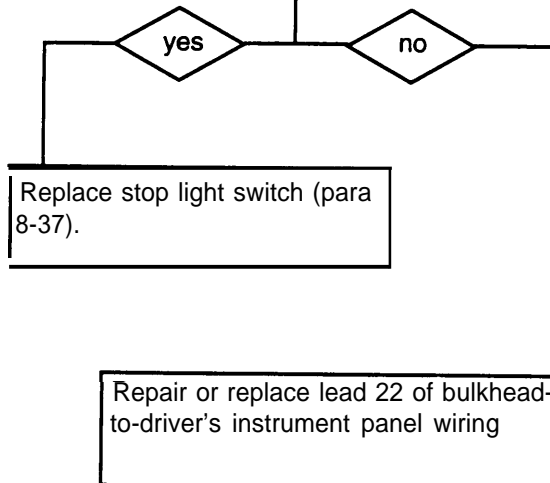 yes
no
Replace stop light switch (para
8-37).
Repair or replace lead 22 of bulkhead-
to-driver's instrument panel wiring